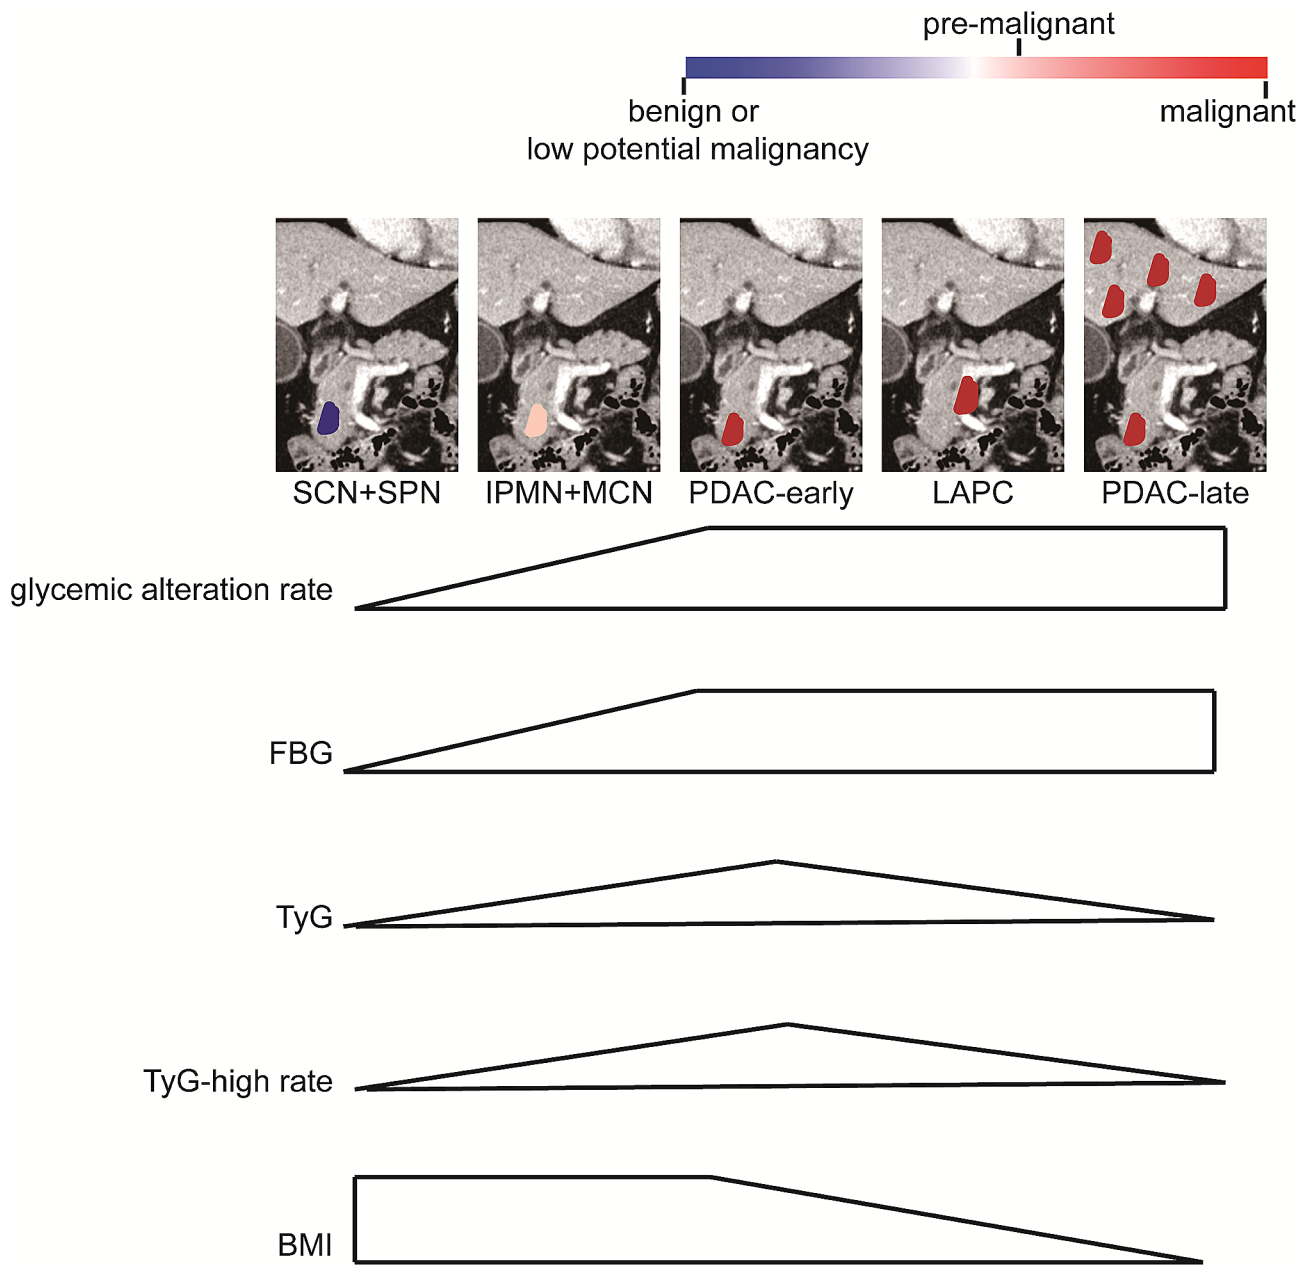 pre-malignant
benign or
low potential malignancy
malignant
SCN+SPN
IPMN+MCN
PDAC-early
LAPC
PDAC-late
glycemic alteration rate
FBG
TyG
TyG-high rate
BMI